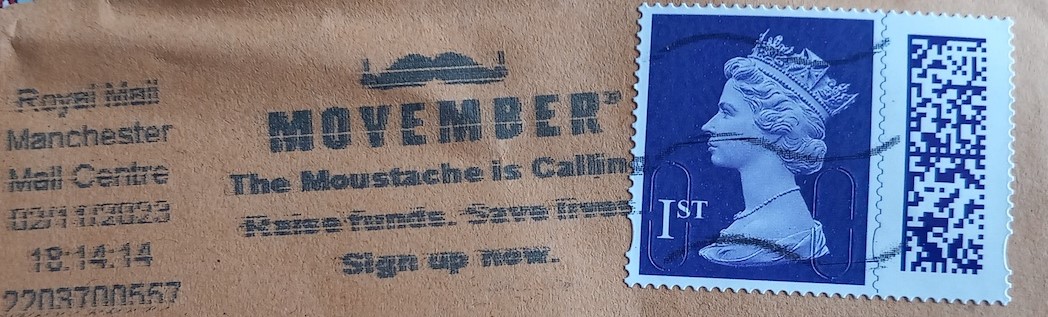 Royal Mail
Manchester
Mail Centre
02/11/2023
18:14:14
2203700557
MOVEMBER®
The Moustache is Calling
Raise funds. Save lives.
Sign up now.
1ST